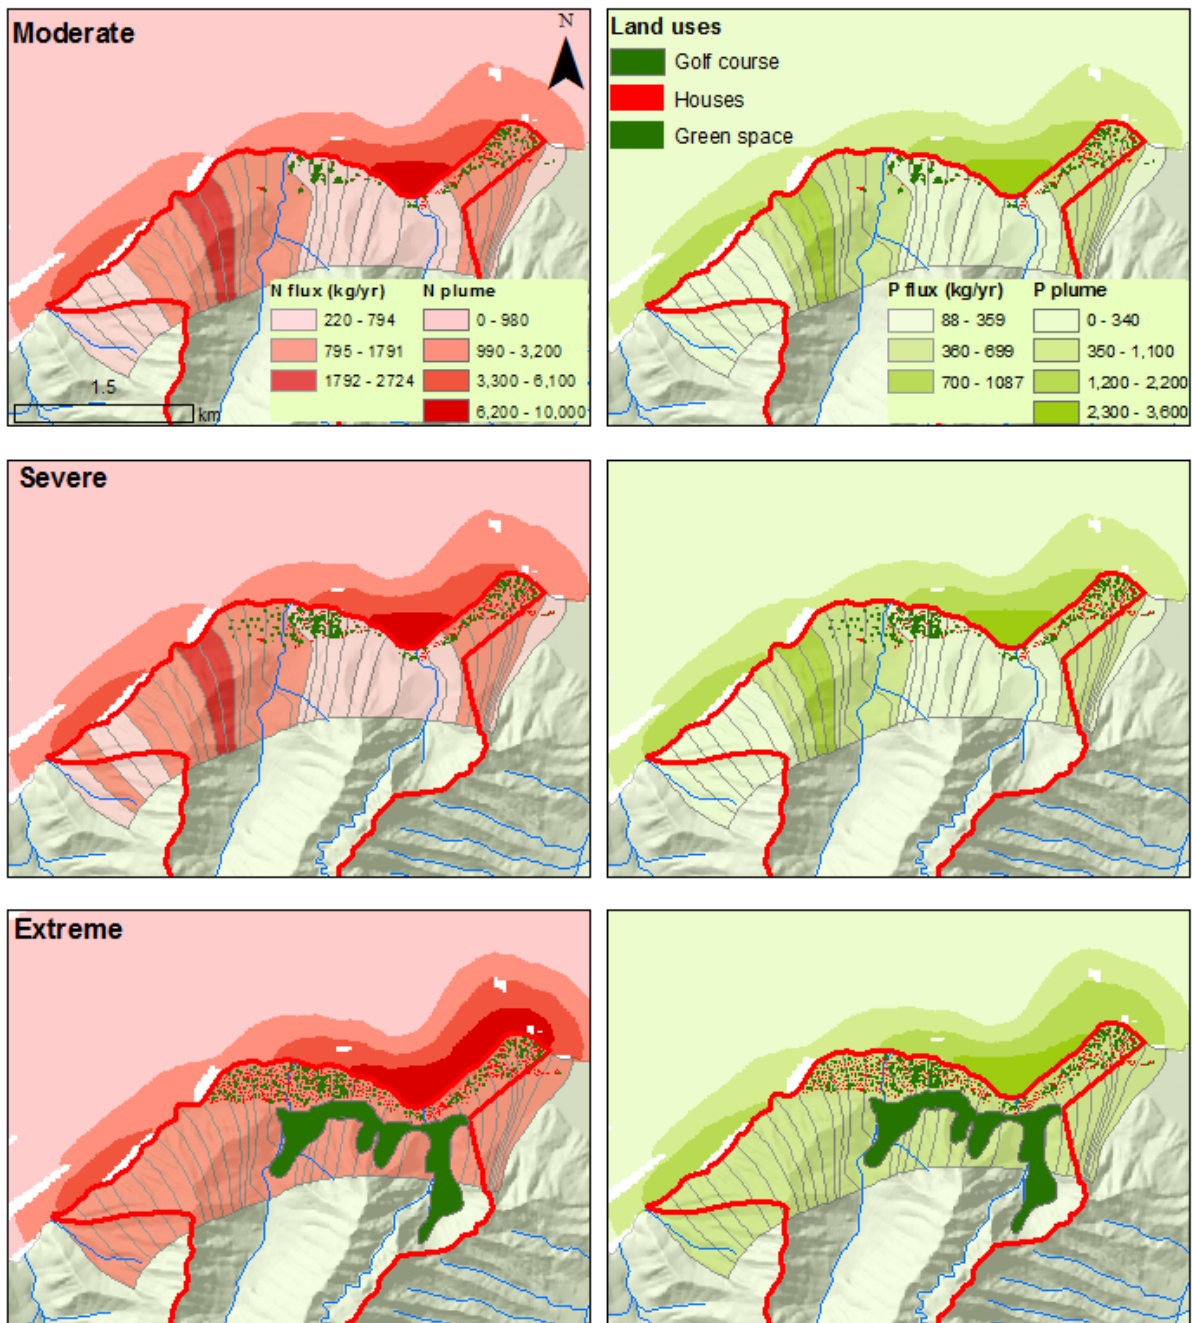 Moderate
N
N flux (kg/yr) N plume
220 - 794 0 - 980
795 - 1791 990 - 3,200
1792 - 2724 3,300 - 6,100
6,200 - 10,000
1.5
km
Land uses
Golf course
Houses
Green space
P flux (kg/yr) P plume
88 - 359 0 - 340
360 - 699 350 - 1,100
700 - 1087 1,200 - 2,200
2,300 - 3,600
Severe
Extreme